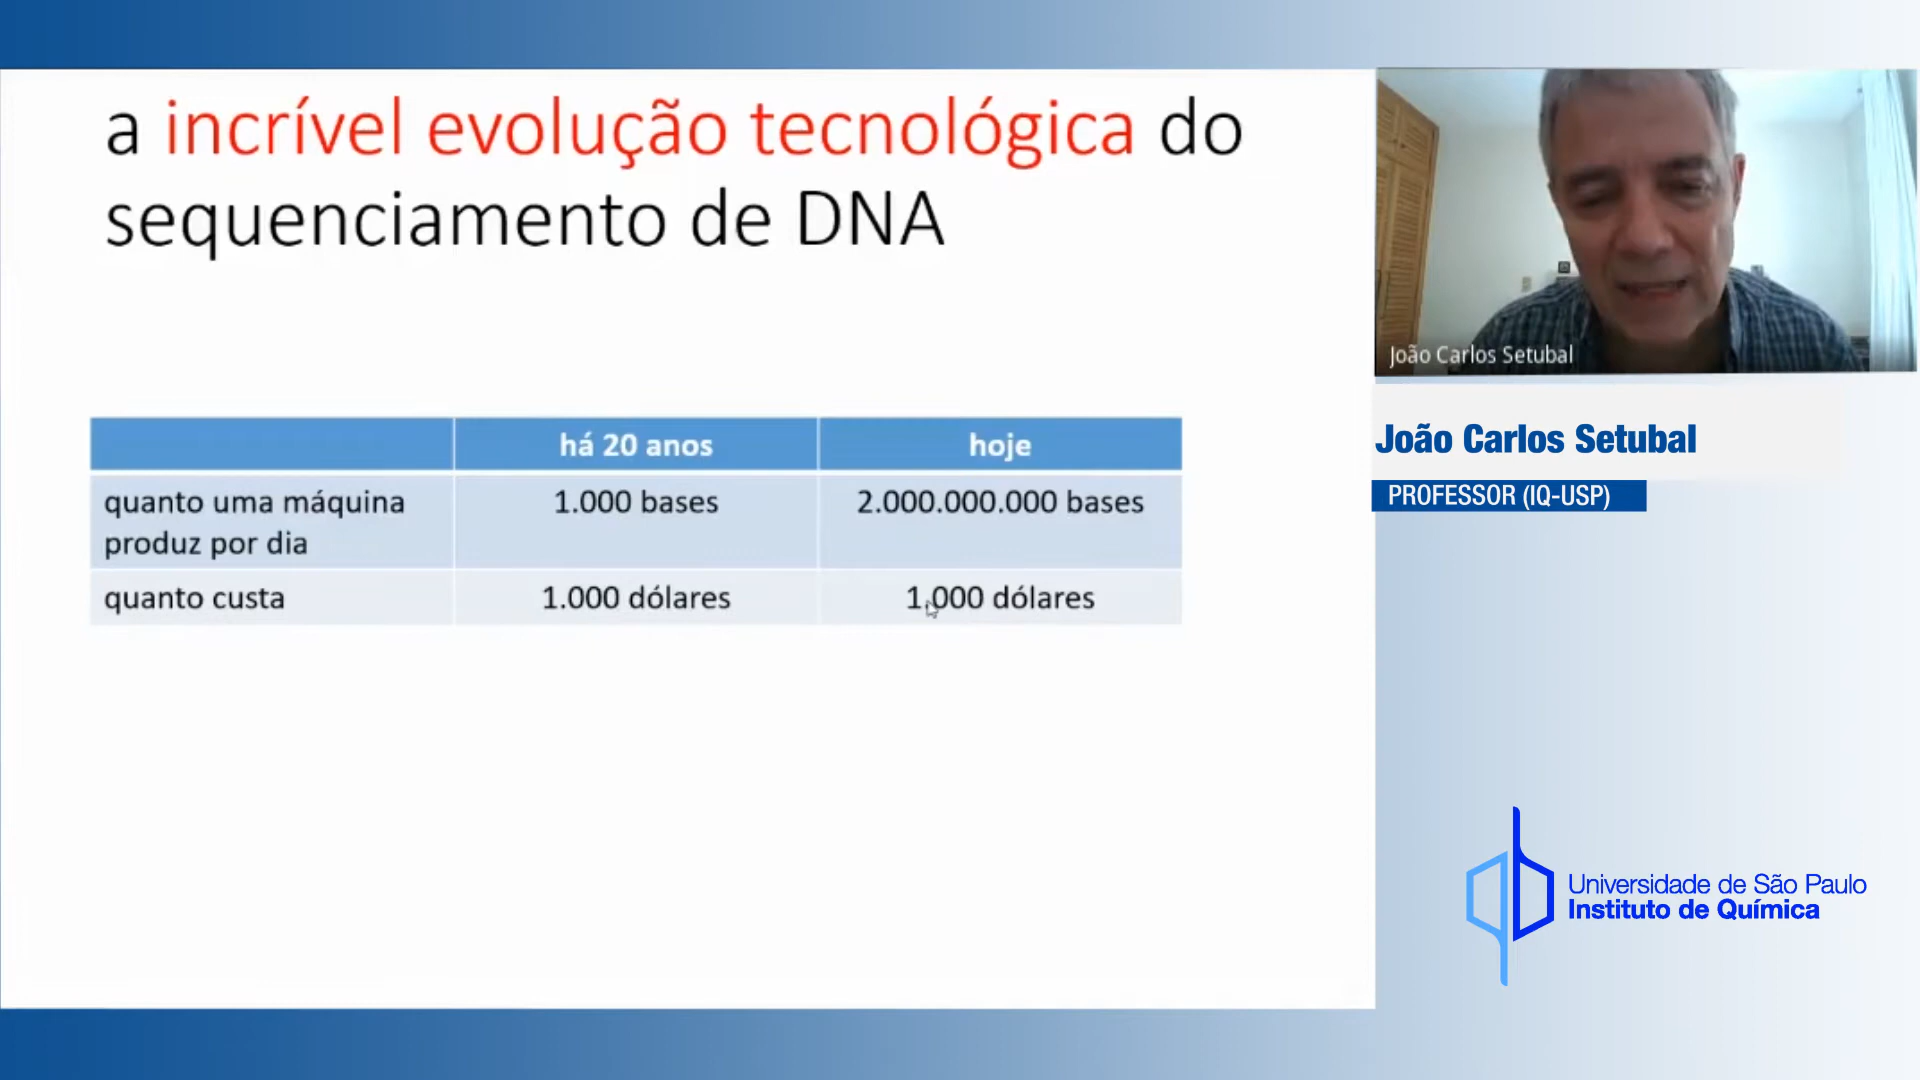 a incrível evolução tecnológica do
sequenciamento de DNA
há 20 anos
hoje
quanto uma máquina
produz por dia
1.000 bases
2.000.000.000 bases
quanto custa
1.000 dólares
1.000 dólares
João Carlos Setubal
João Carlos Setubal
PROFESSOR (IQ-USP)
Universidade de São Paulo
Instituto de Química